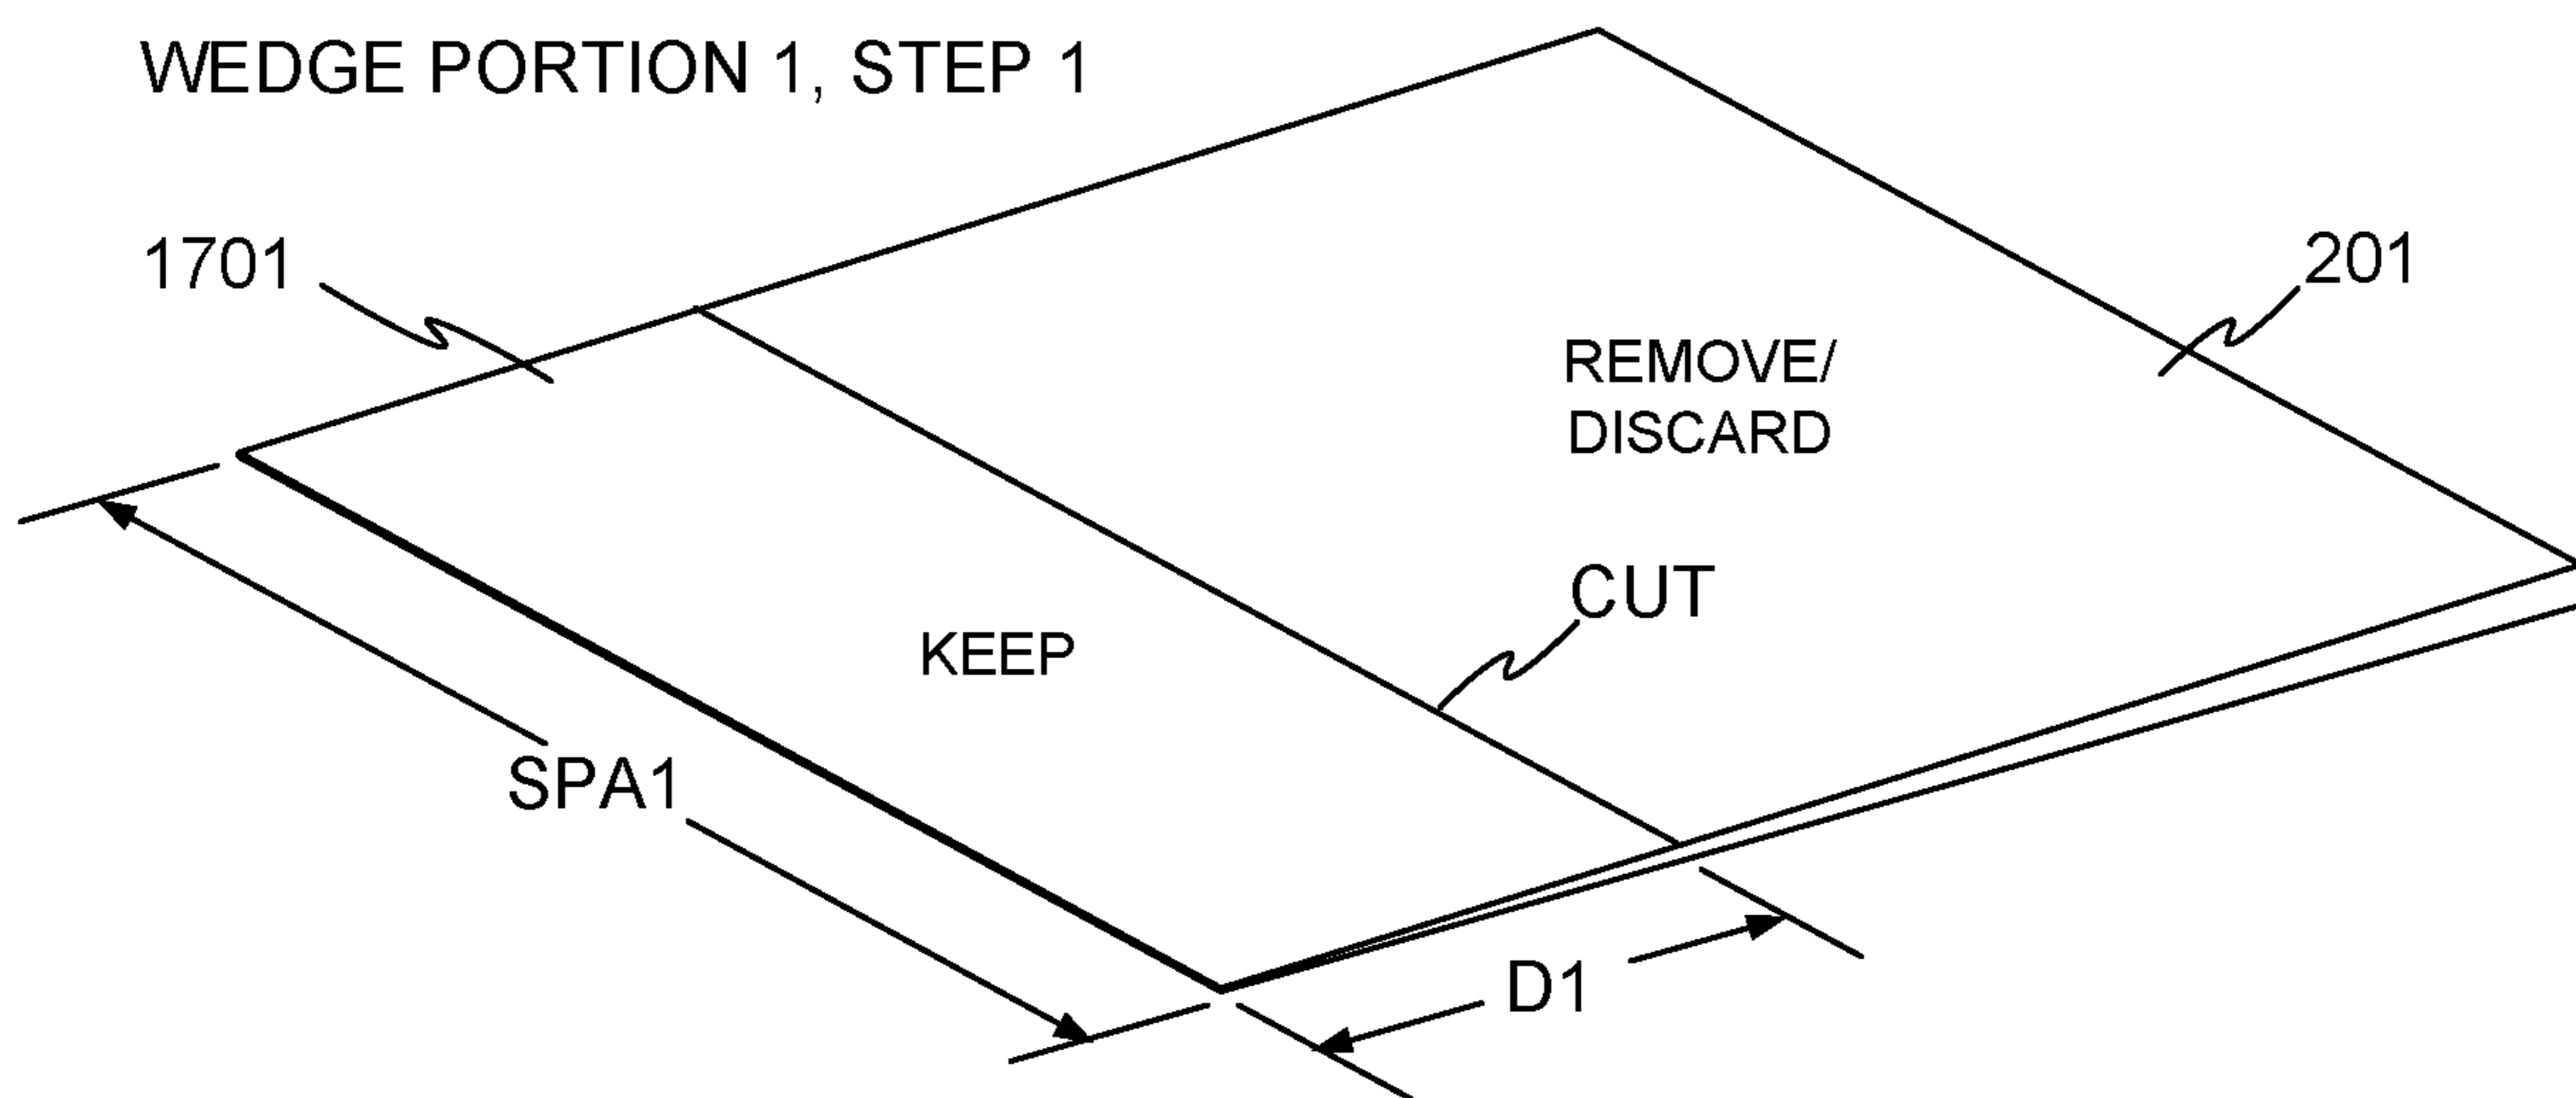 WEDGE PORTION 1, STEP 1
1701
201
REMOVE/
DISCARD
CUT
KEEP
SPA1
D1